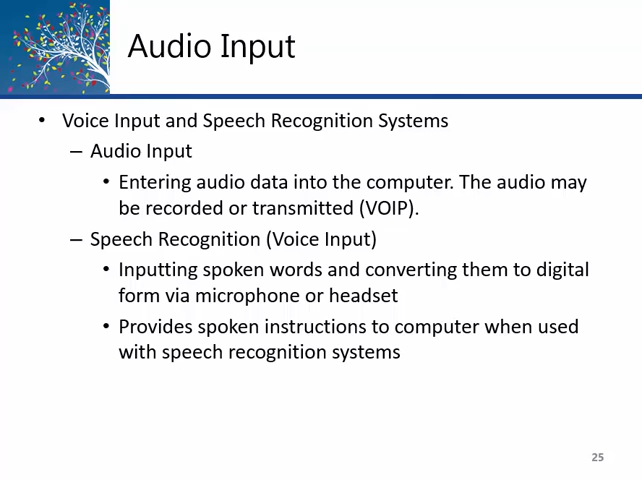 Audio Input
• Voice Input and Speech Recognition Systems
– Audio Input
• Entering audio data into the computer. The audio may
be recorded or transmitted (VOIP).
– Speech Recognition (Voice Input)
• Inputting spoken words and converting them to digital
form via microphone or headset
• Provides spoken instructions to computer when used
with speech recognition systems
25